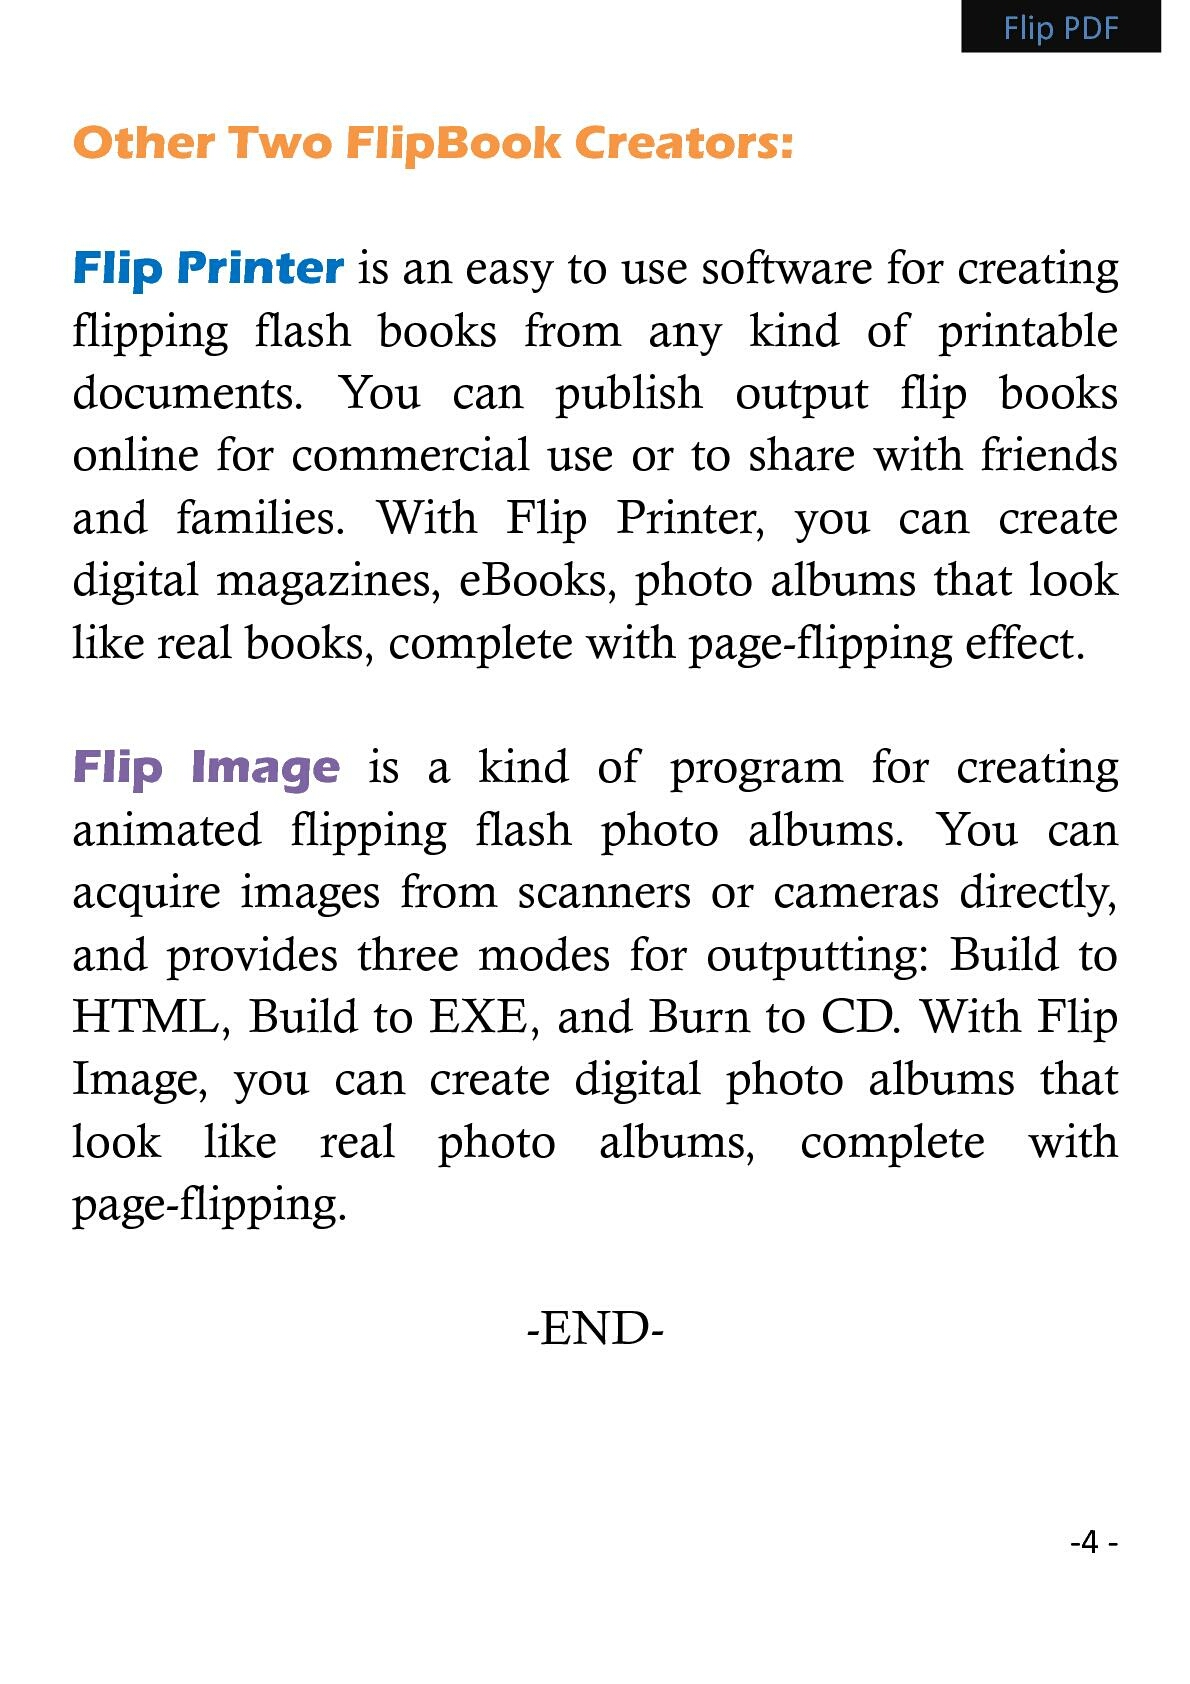 Flip PDF
Other Two FlipBook Creators:
Flip Printer is an easy to use software for creating
flipping flash books from any kind of printable
documents. You can publish output flip books
online for commercial use or to share with friends
and families. With Flip Printer, you can create
digital magazines, eBooks, photo albums that look
like real books, complete with page-flipping effect.
Flip Image is a kind of program for creating
animated flipping flash photo albums. You can
acquire images from scanners or cameras directly,
and provides three modes for outputting: Build to
HTML, Build to EXE, and Burn to CD. With Flip
Image, you can create digital photo albums that
look like real photo albums, complete with
page-flipping.
-END-
-4 -